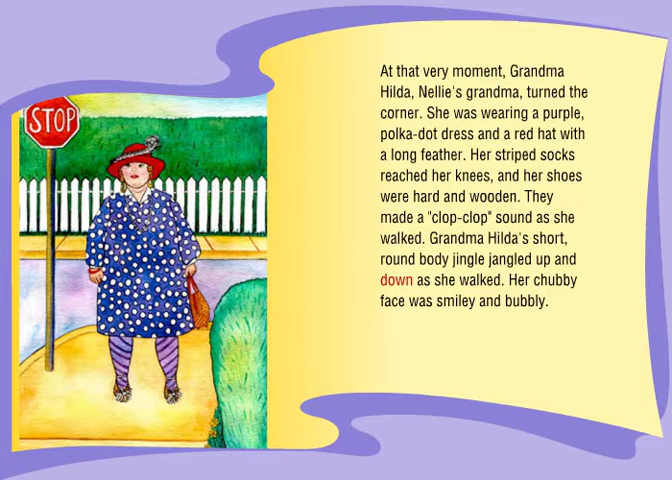 STOP
At that very moment, Grandma
Hilda, Nellie's grandma, turned the
corner. She was wearing a purple,
polka-dot dress and a red hat with
a long feather. Her striped socks
reached her knees, and her shoes
were hard and wooden. They
made a "clop-clop" sound as she
walked. Grandma Hilda's short,
round body jingle jangled up and
down as she walked. Her chubby
face was smiley and bubbly.